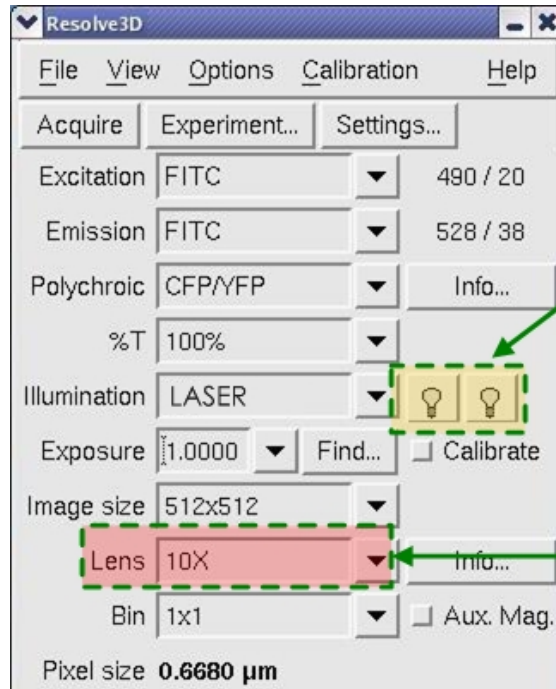 Resolve3D
File View Options Calibration Help
Acquire Experiment... Settings...
Excitation FITC 490 / 20
Emission FITC 528 / 38
Polychroic CFP/YFP Info...
%T 100%
Illumination LASER
Exposure 1.0000 Find... Calibrate
Image size 512x512
Lens 10X Info...
Bin 1x1 Aux. Mag.
Pixel size 0.6680 µm